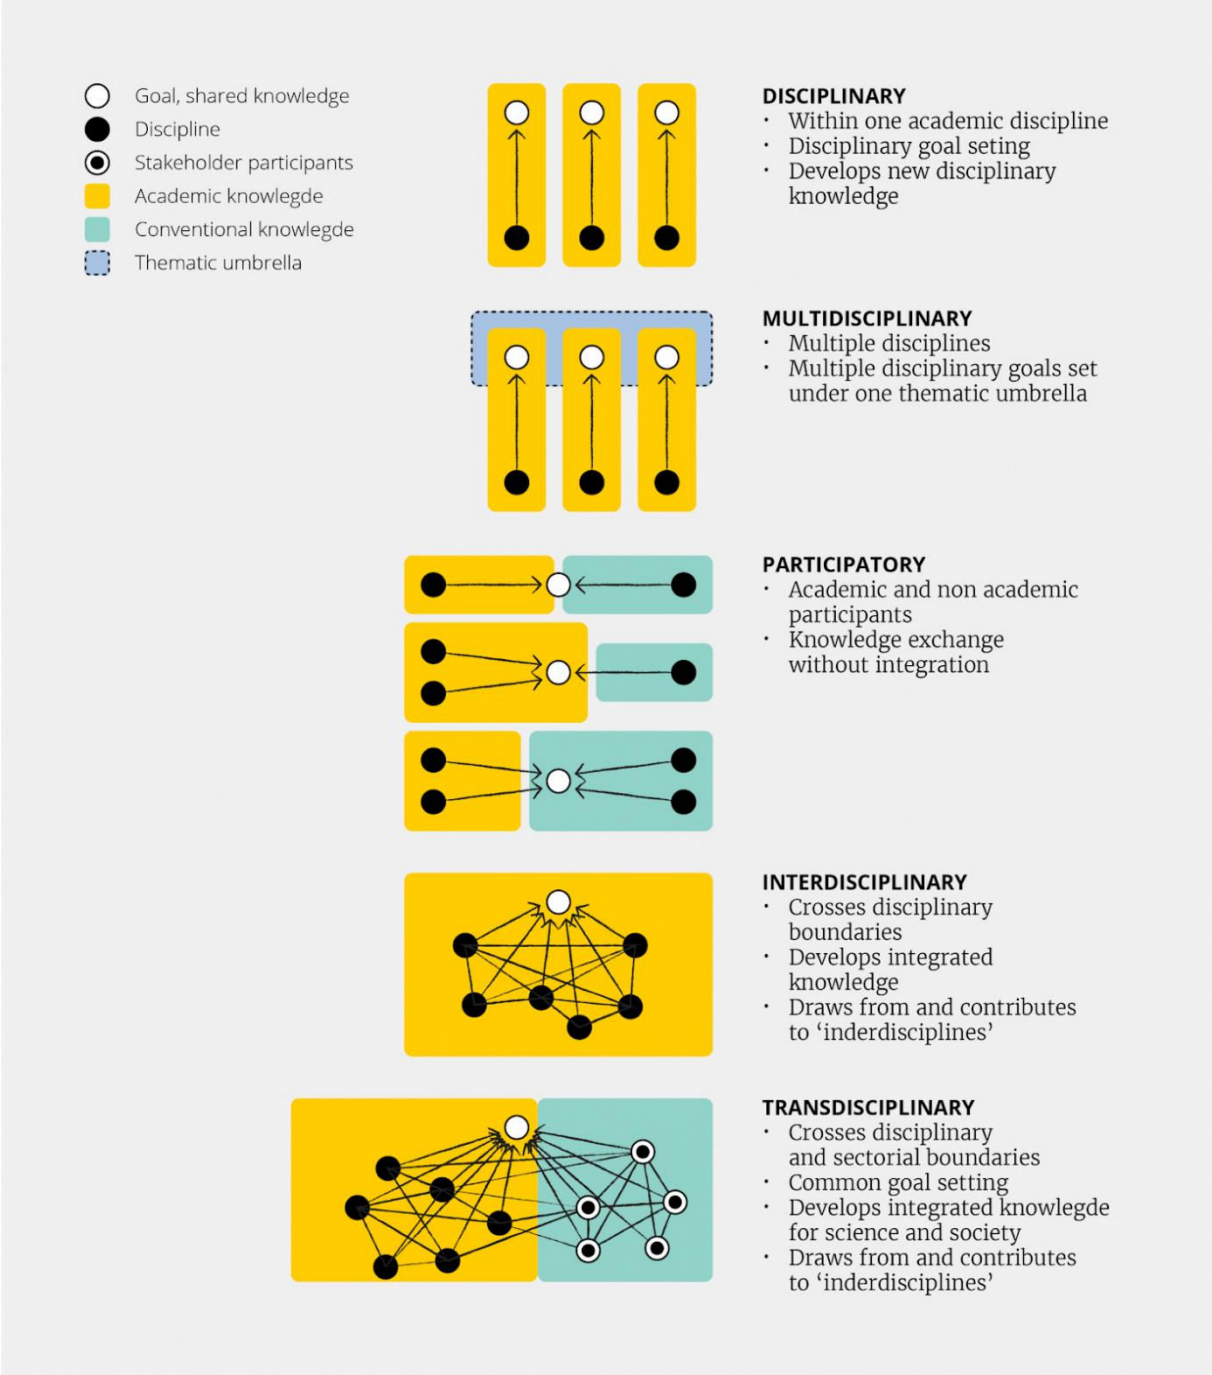 Goal, shared knowledge
Discipline
Stakeholder participants
Academic knowlegde
Conventional knowlegde
Thematic umbrella
DISCIPLINARY
· Within one academic discipline
· Disciplinary goal seting
· Develops new disciplinary
knowledge
MULTIDISCIPLINARY
· Multiple disciplines
· Multiple disciplinary goals set
under one thematic umbrella
PARTICIPATORY
· Academic and non academic
participants
· Knowledge exchange
without integration
INTERDISCIPLINARY
· Crosses disciplinary
boundaries
· Develops integrated
knowledge
· Draws from and contributes
to ‘inderdisciplines’
TRANSDISCIPLINARY
· Crosses disciplinary
and sectorial boundaries
· Common goal setting
· Develops integrated knowlegde
for science and society
· Draws from and contributes
to ‘inderdisciplines’